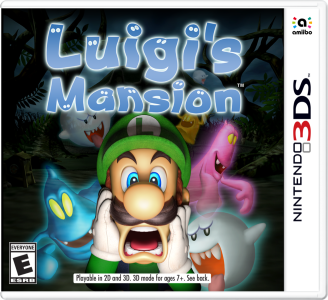 amiibo
Luigi's
Mansion
TM
NINTENDO 3DS
L
EVERYONE
E
ESRB
Playable in 2D and 3D. 3D mode for ages 7+. See back.